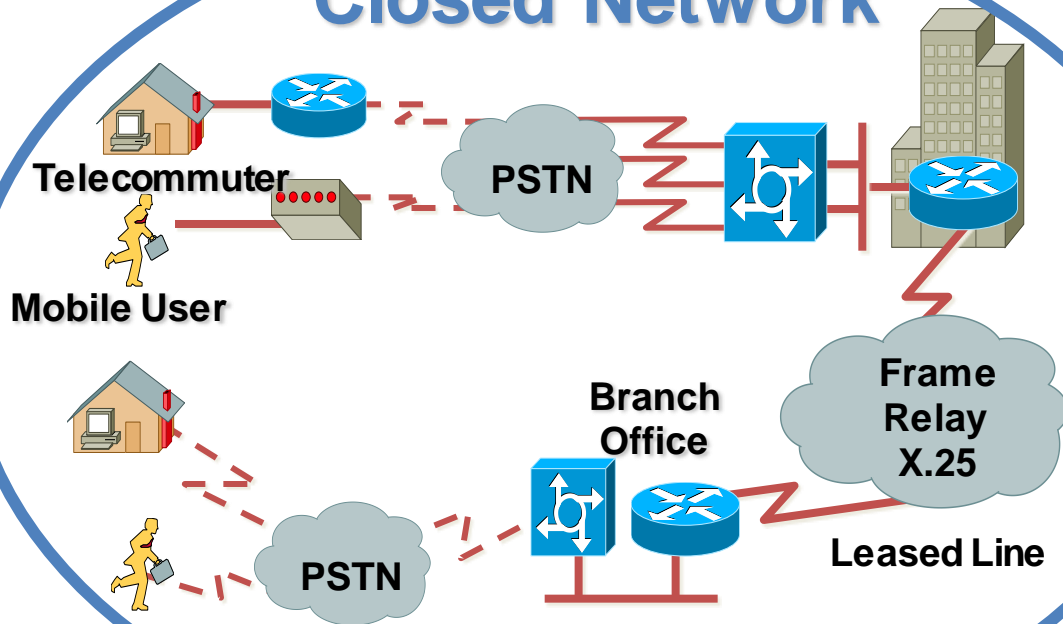 Closed Network
Telecommuter
PSTN
Mobile User
Frame
Relay
X.25
Branch
Office
Leased Line
PSTN